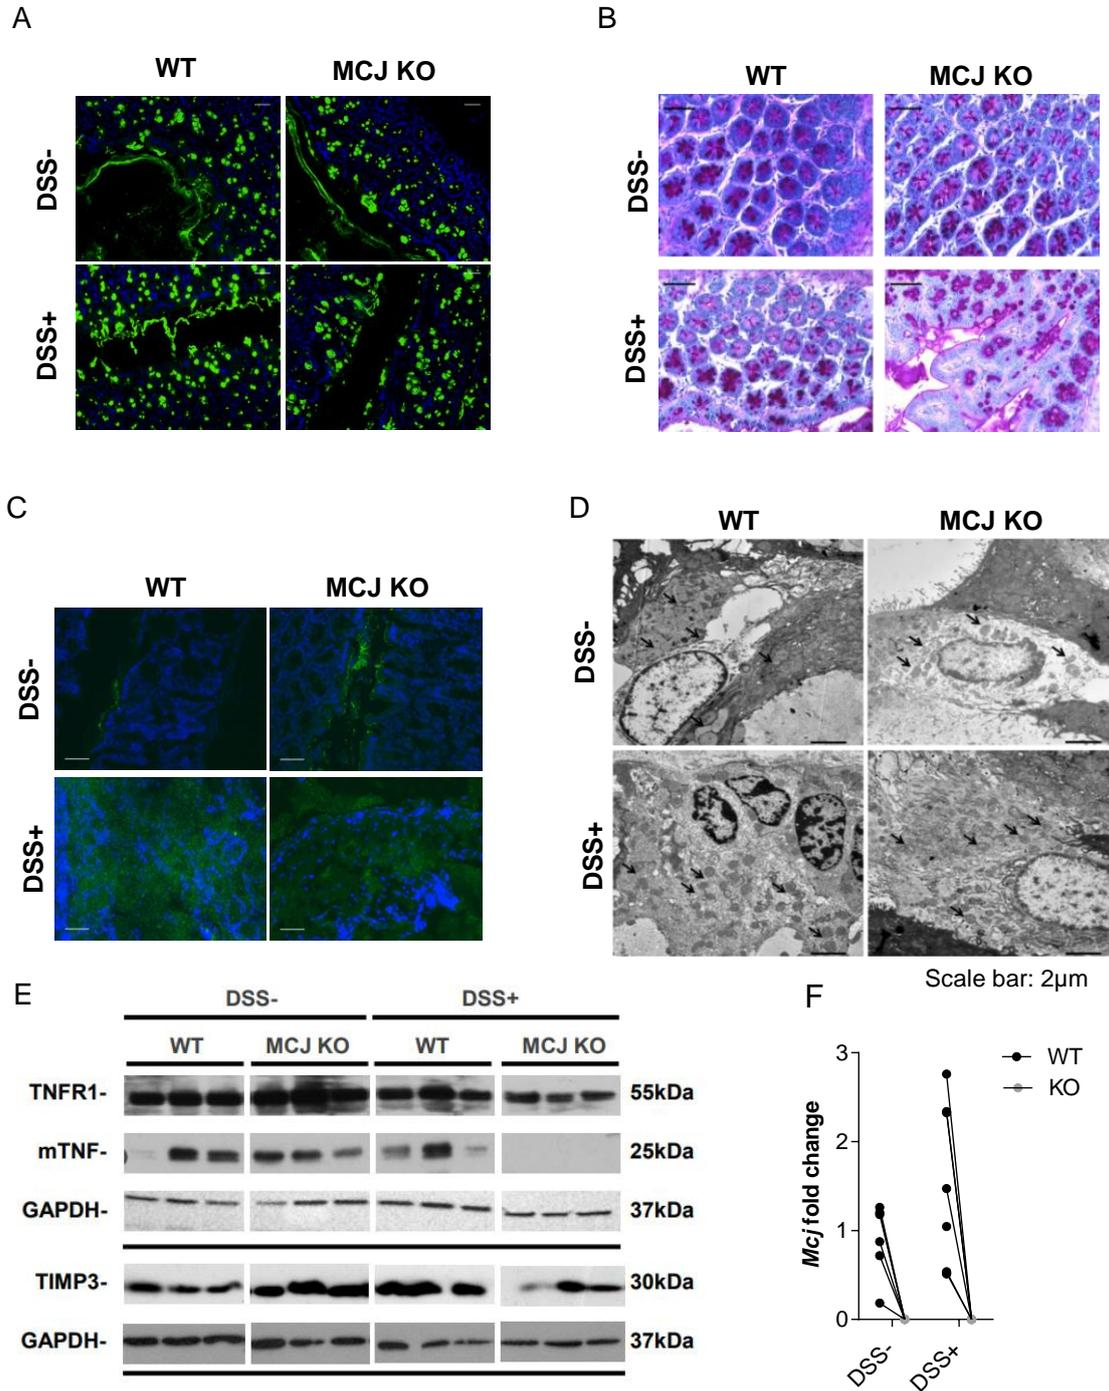 A
WT MCJ KO
DSS-
DSS+
B
WT MCJ KO
DSS-
DSS+
C
WT MCJ KO
DSS-
DSS+
D
WT MCJ KO
DSS-
DSS+
Scale bar: 2μm
E
DSS- DSS+
WT MCJ KO WT MCJ KO
TNFR1- 55kDa
mTNF- 25kDa
GAPDH- 37kDa
TIMP3- 30kDa
GAPDH- 37kDa
F
Mcj fold change
3
2
1
0
DSS-
DSS+
WT
KO